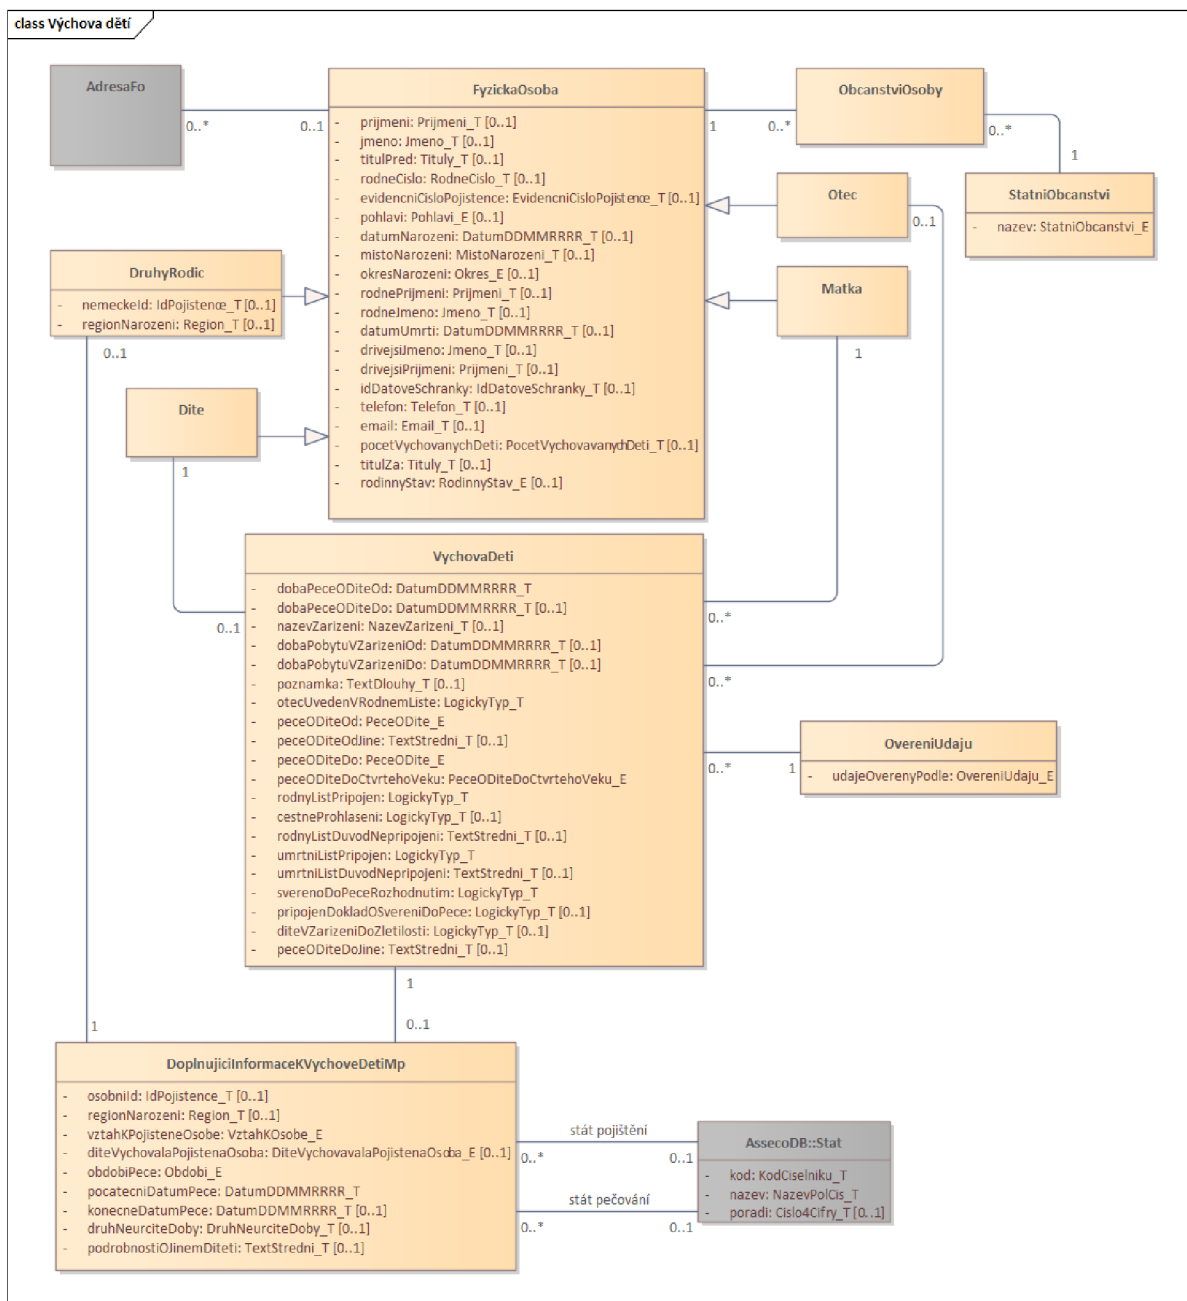 class Výchova dětí
AdresaFo
0..*
0..1
FyzickaOsoba
- prijmeni: Prijmeni_T [0..1]
- jmeno: Jmeno_T [0..1]
- titulPred: Tituly_T [0..1]
- rodneCislo: RodneCislo_T [0..1]
- evidencniCisloPojistence: EvidencniCisloPojistence_T [0..1]
- pohlavi: Pohlavi_E [0..1]
- datumNarozeni: DatumDDMMRRRR_T [0..1]
- mistoNarozeni: MistoNarozeni_T [0..1]
- okresNarozeni: Okres_E [0..1]
- rodnePrijmeni: Prijmeni_T [0..1]
- rodneJmeno: Jmeno_T [0..1]
- datumUmrti: DatumDDMMRRRR_T [0..1]
- drivejsiJmeno: Jmeno_T [0..1]
- drivejsiPrijmeni: Prijmeni_T [0..1]
- idDatoveSchranky: IdDatoveSchranky_T [0..1]
- telefon: Telefon_T [0..1]
- email: Email_T [0..1]
- pocetVychovanychDeti: PocetVychovavanychDeti_T [0..1]
- titulZa: Tituly_T [0..1]
- rodinnyStav: RodinnyStav_E [0..1]
1
0..*
ObcanstviOsoby
0..*
1
StatniObcanstvi
- nazev: StatniObcanstvi_E
Otec
0..1
Matka
1
DruhyRodic
- nemeckeId: IdPojistence_T [0..1]
- regionNarozeni: Region_T [0..1]
0..1
Dite
1
0..1
VychovaDeti
- dobaPeceODiteOd: DatumDDMMRRRR_T
- dobaPeceODiteDo: DatumDDMMRRRR_T [0..1]
- nazevZarizeni: NazevZarizeni_T [0..1]
- dobaPobytuVZarizeniOd: DatumDDMMRRRR_T [0..1]
- dobaPobytuVZarizeniDo: DatumDDMMRRRR_T [0..1]
- poznamka: TextDlouhy_T [0..1]
- otecUvedenVRodnemListe: LogickyTyp_T
- peceODiteOd: PeceODite_E
- peceODiteOdJine: TextStredni_T [0..1]
- peceODiteDo: PeceODite_E
- peceODiteDoCtvrtehoVeku: PeceODiteDoCtvrtehoVeku_E
- rodnyListPripojen: LogickyTyp_T
- cestneProhlaseni: LogickyTyp_T [0..1]
- rodnyListDuvodNepripojeni: TextStredni_T [0..1]
- umrtniListPripojen: LogickyTyp_T
- umrtniListDuvodNepripojeni: TextStredni_T [0..1]
- svereno​DoPeceRozhodnutim: LogickyTyp_T
- pripojenDokladOSvereniDoPece: LogickyTyp_T [0..1]
- diteVZarizeniDoZletilosti: LogickyTyp_T [0..1]
- peceODiteDoJine: TextStredni_T [0..1]
0..*
0..*
0..*
1
OvereniUdaju
- udajeOverenyPodle: OvereniUdaju_E
1
0..1
1
DoplnujiciInformaceKVychoveDetiMp
- osobniId: IdPojistence_T [0..1]
- regionNarozeni: Region_T [0..1]
- vztahKPojisteneOsobe: VztahKOsobe_E
- diteVychovalaPojistenaOsoba: DiteVychovavalaPojistenaOsoba_E [0..1]
- obdobiPece: Obdobi_E
- pocatecniDatumPece: DatumDDMMRRRR_T
- konecneDatumPece: DatumDDMMRRRR_T [0..1]
- druhNeurciteDoby: DruhNeurciteDoby_T [0..1]
- podrobnostiOJinemDiteti: TextStredni_T [0..1]
stát pojištění
0..*
0..1
stát pečování
0..*
0..1
AssecoDB::Stat
- kod: KodCiselniku_T
- nazev: NazevPolCis_T
- poradi: Cislo4Cifry_T [0..1]